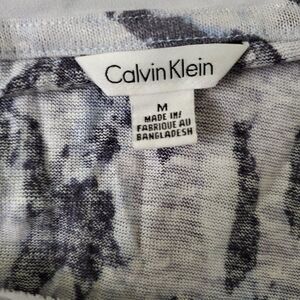 Calvin Klein
M
MADE IN/
FABRIQUE AU
BANGLADESH